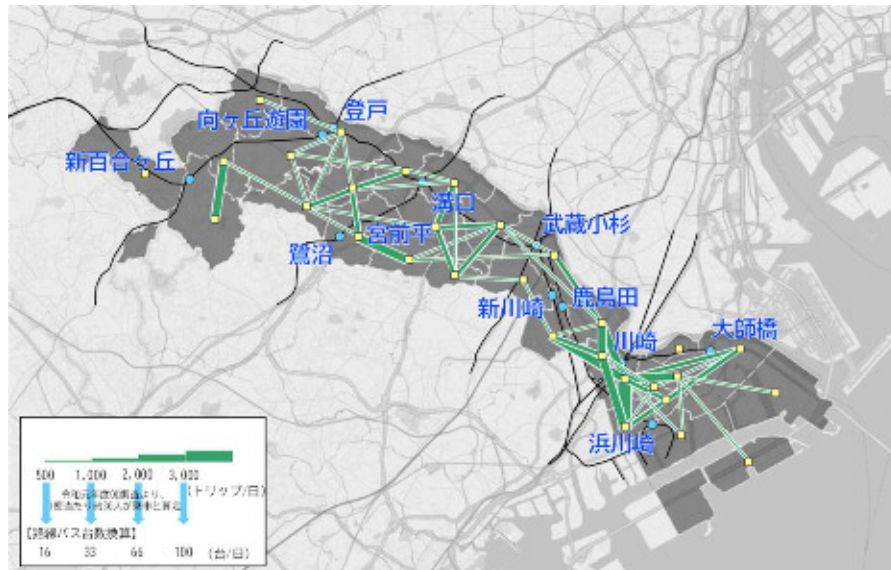 登戸
向ヶ丘遊園
新百合ヶ丘
溝口
武蔵小杉
宮前平
鷺沼
鹿島田
新川崎
川崎
大師橋
浜川崎
500 1,000 2,000 3,000
(トリップ/日)
【路線バス台数換算】
16 33 66 100 (台/日)